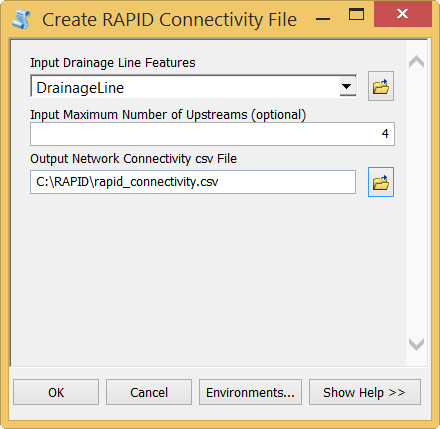 Create RAPID Connectivity File
Input Drainage Line Features
DrainageLine
Input Maximum Number of Upstreams (optional)
4
Output Network Connectivity csv File
C:\RAPID\rapid_connectivity.csv
OK Cancel Environments... Show Help >>